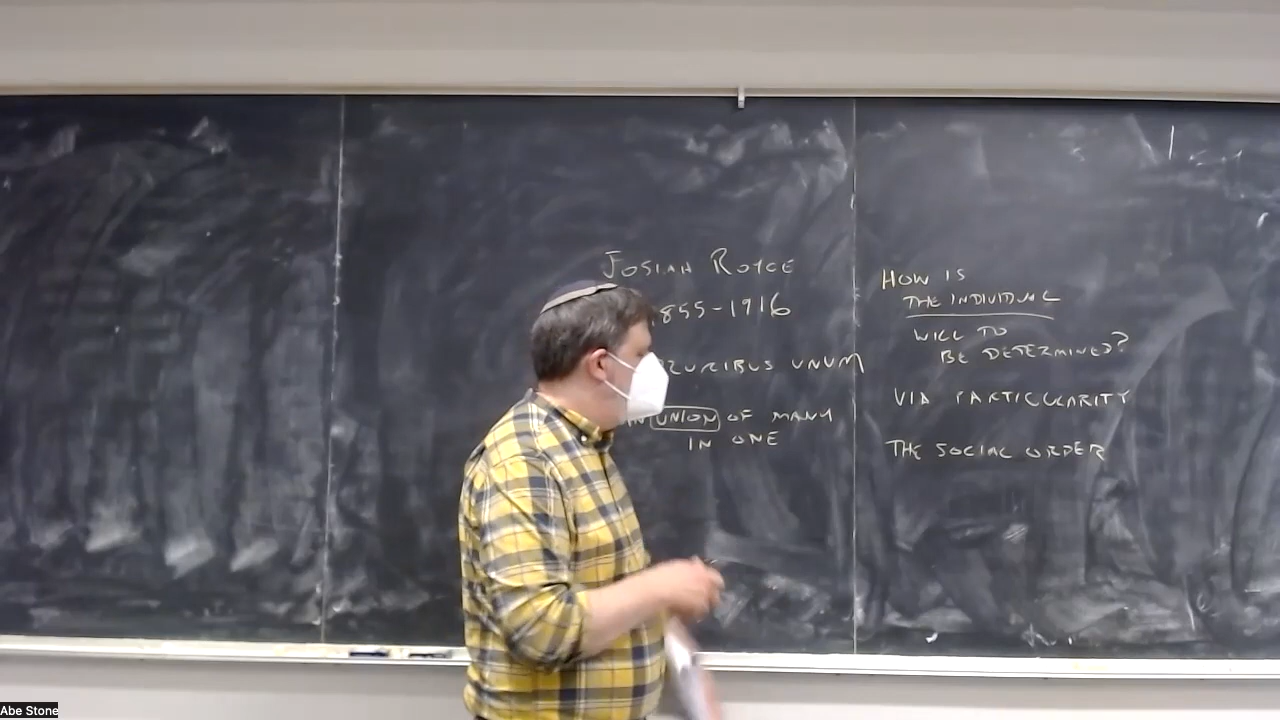 JOSIAH ROYCE
855-1916
PLURIBUS UNUM
UNION OF MANY
IN ONE
HOW IS
THE INDIVIDUAL
WILL TO
BE DETERMINED?
VIA PARTICULARITY
THE SOCIAL ORDER
Abe Stone